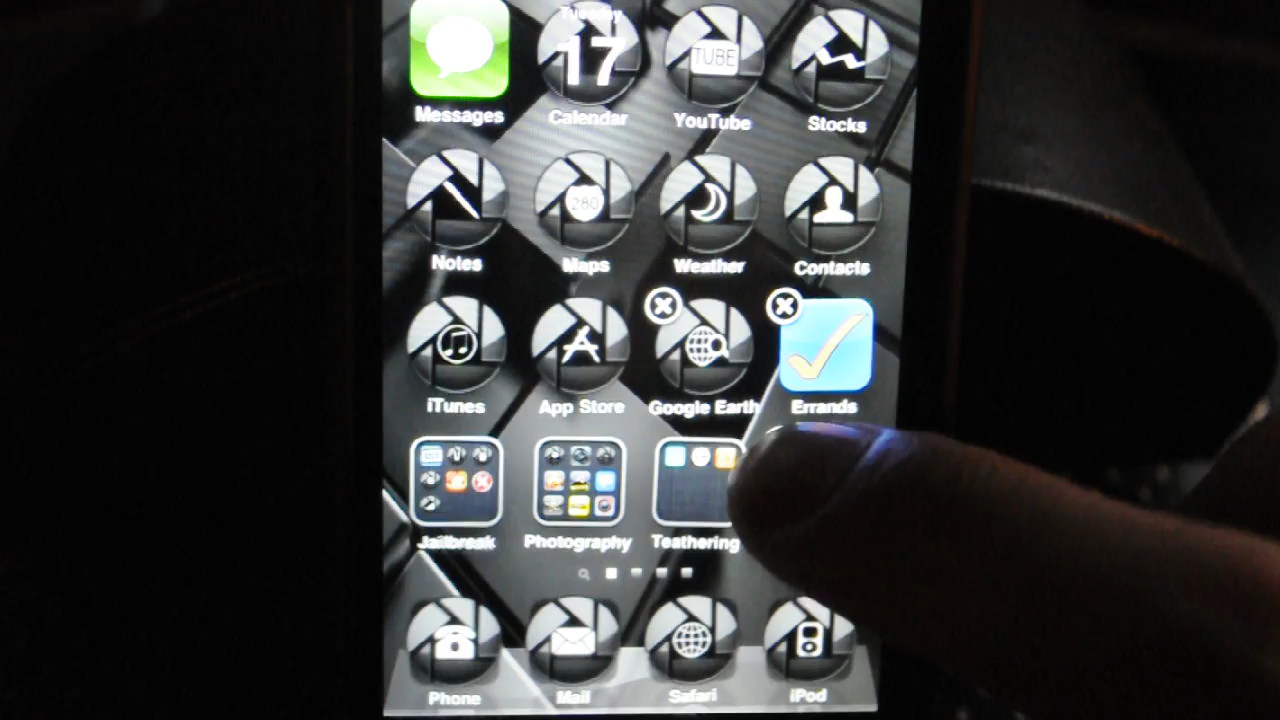 Tuesday
17
TUBE
Messages Calendar YouTube Stocks
280
Notes Maps Weather Contacts
iTunes App Store Google Earth Errands
Jailbreak Photography Teathering
Phone Mail Safari iPod